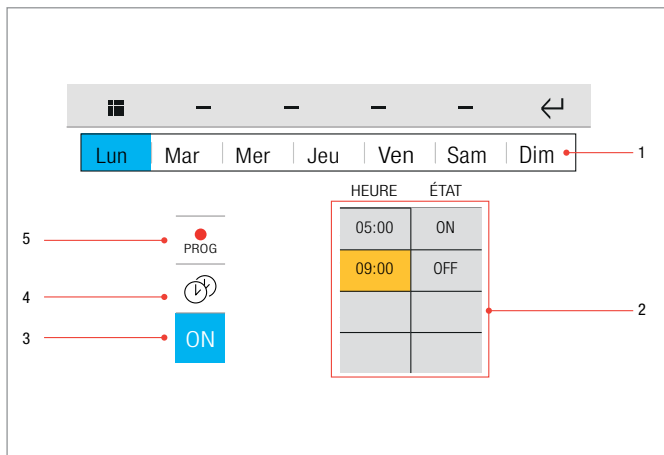 Lun Mar Mer Jeu Ven Sam Dim 1
HEURE ÉTAT
05:00 ON
09:00 OFF
2
5 PROG
4
3 ON